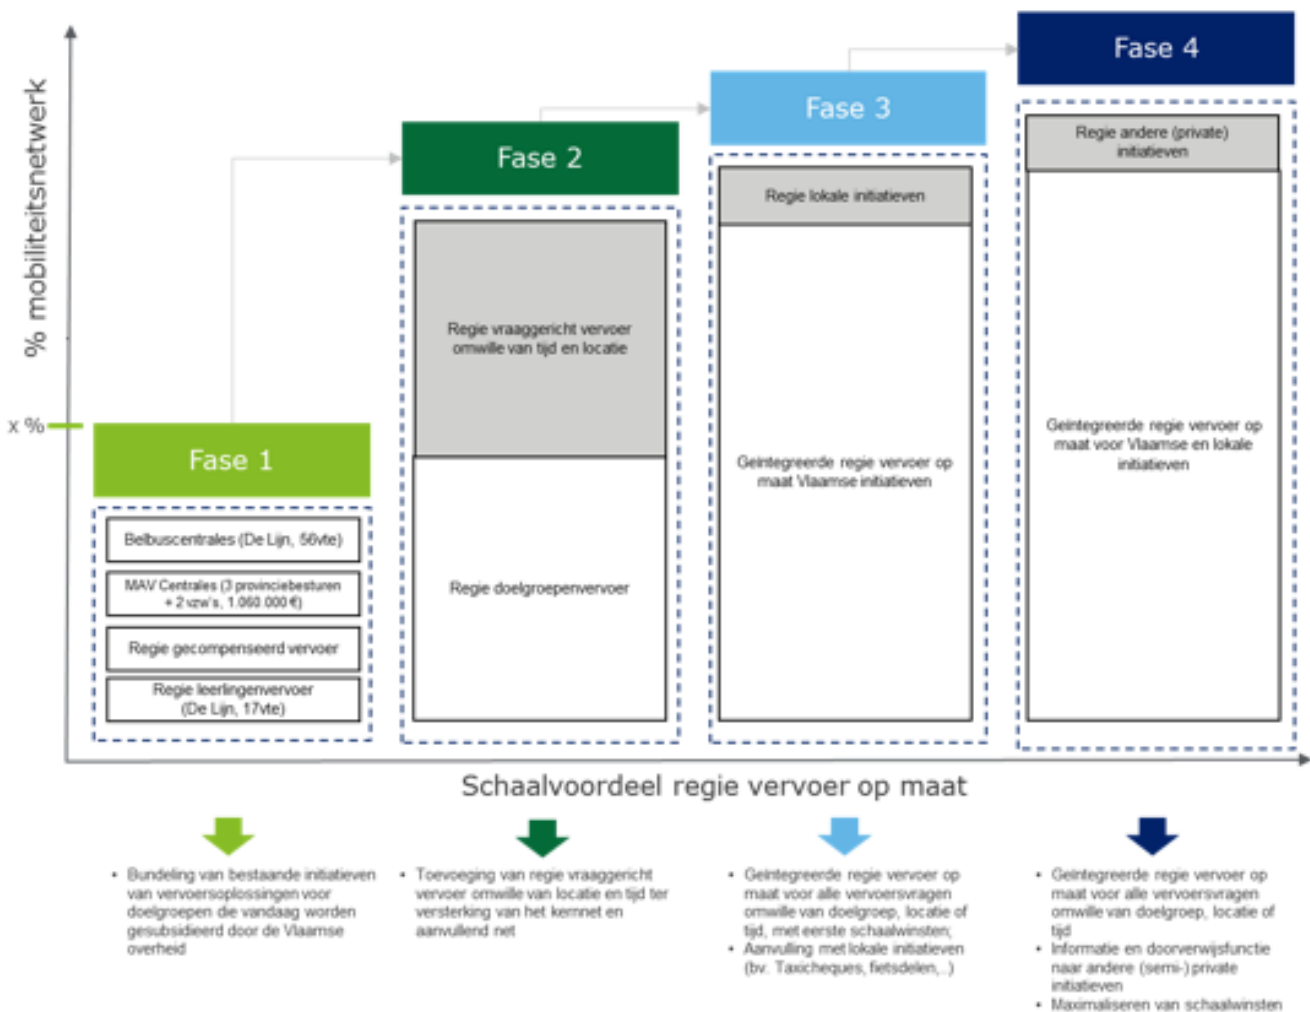 Fase 4
Fase 3
Fase 2
Fase 1
% mobiliteitsnetwerk
x %
Belbuscentrales (De Lijn, 56vte)
MAV Centrales (3 provinciebesturen
+ 2 vzw's, 1.060.000 €)
Regie gecompenseerd vervoer
Regie leerlingenvervoer
(De Lijn, 17vte)
Regie vraaggericht vervoer
omwille van tijd en locatie
Regie doelgroepenvervoer
Regie lokale initiatieven
Geïntegreerde regie vervoer op
maat Vlaamse initiatieven
Regie andere (private)
initiatieven
Geïntegreerde regie vervoer op
maat voor Vlaamse en lokale
initiatieven
Schaalvoordeel regie vervoer op maat
• Bundeling van bestaande initiatieven
van vervoersoplossingen voor
doelgroepen die vandaag worden
gesubsidieerd door de Vlaamse
overheid
• Toevoeging van regie vraaggericht
vervoer omwille van locatie en tijd ter
versterking van het kernnet en
aanvullend net
• Geïntegreerde regie vervoer op
maat voor alle vervoersvragen
omwille van doelgroep, locatie of
tijd, met eerste schaalwinsten;
• Aanvulling met lokale initiatieven
(bv. Taxicheques, fietsdelen,..)
• Geïntegreerde regie vervoer op
maat voor alle vervoersvragen
omwille van doelgroep, locatie of
tijd
• Informatie en doorverwijsfunctie
naar andere (semi-) private
initiatieven
• Maximaliseren van schaalwinsten